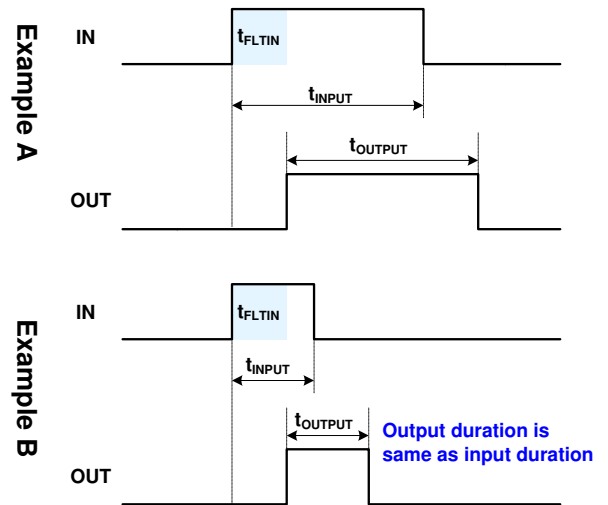 Example A
IN
tFLTIN
tINPUT
tOUTPUT
OUT
Example B
IN
tFLTIN
tINPUT
tOUTPUT
Output duration is
same as input duration
OUT